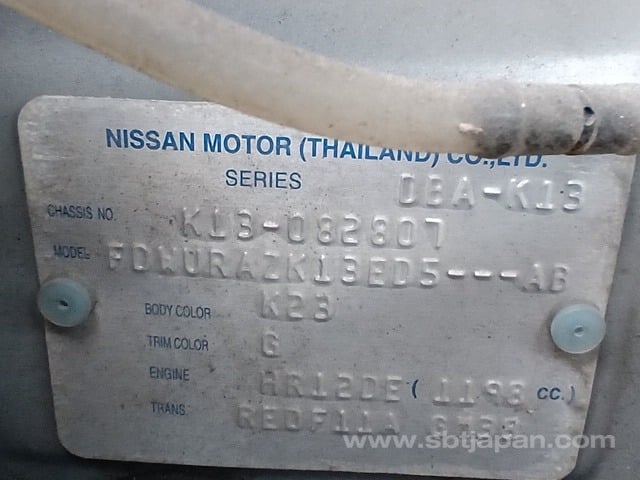 NISSAN MOTOR (THAILAND) CO.,LTD.
SERIES DBA-K13
CHASSIS NO. K13-082807
MODEL FDWURAZK13ED5---AB
BODY COLOR K23
TRIM COLOR G
ENGINE HR12DE ( 1198 cc.)
TRANS. RE0F11A
www.sbtjapan.com